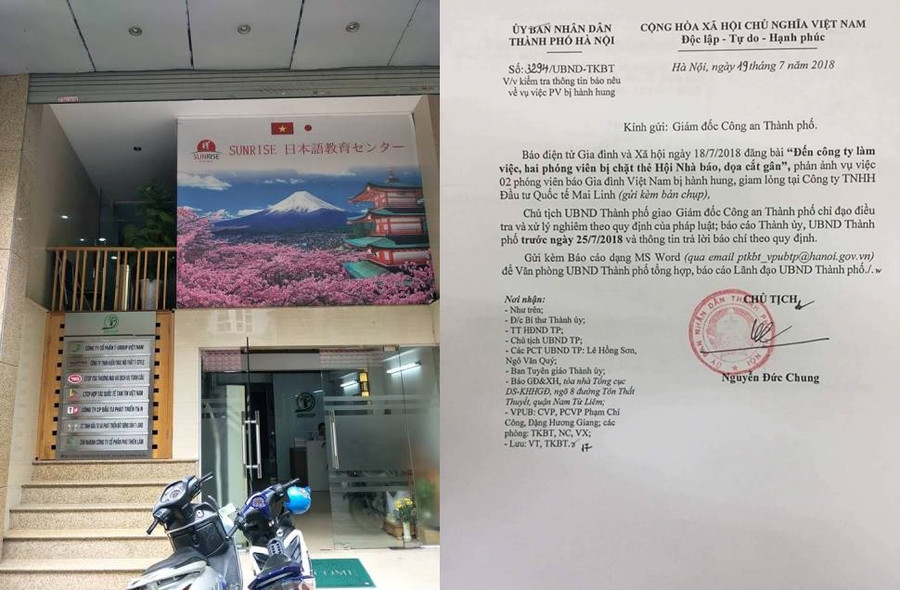 SUNRISE
SUNRISE 日本語教育センター
CÔNG TY CỔ PHẦN T-GROUP VIỆT NAM
WELCOME
ỦY BAN NHÂN DÂN
THÀNH PHỐ HÀ NỘI
CỘNG HÒA XÃ HỘI CHỦ NGHĨA VIỆT NAM
Độc lập - Tự do - Hạnh phúc
Số: 3294/UBND-TKBT
V/v kiểm tra thông tin báo nêu
về vụ việc PV bị hành hung
Hà Nội, ngày 19 tháng 7 năm 2018
Kính gửi: Giám đốc Công an Thành phố.
Báo điện tử Gia đình và Xã hội ngày 18/7/2018 đăng bài “Đến công ty làm
việc, hai phóng viên bị chặt thẻ Hội Nhà báo, dọa cắt gân”, phản ánh vụ việc
02 phóng viên báo Gia đình Việt Nam bị hành hung, giam lỏng tại Công ty TNHH
Đầu tư Quốc tế Mai Linh (gửi kèm bản chụp),
Chủ tịch UBND Thành phố giao Giám đốc Công an Thành phố chỉ đạo điều
tra và xử lý nghiêm theo quy định của pháp luật; báo cáo Thành ủy, UBND Thành
phố trước ngày 25/7/2018 và thông tin trả lời báo chí theo quy định.
Gửi kèm Báo cáo dạng MS Word (qua email ptkbt_vpubtp@hanoi.gov.vn)
để Văn phòng UBND Thành phố tổng hợp, báo cáo Lãnh đạo UBND Thành phố./.
Nơi nhận:
- Như trên;
- Đ/c Bí thư Thành ủy;
- TT HĐND TP;
- Chủ tịch UBND TP;
- Các PCT UBND TP: Lê Hồng Sơn,
Ngô Văn Quý;
- Ban Tuyên giáo Thành ủy;
- Báo GĐ&XH, tòa nhà Tổng cục
DS-KHHGĐ, ngõ 8 đường Tôn Thất
Thuyết, quận Nam Từ Liêm;
- VPUB: CVP, PCVP Phạm Chí
Công, Đặng Hương Giang; các
phòng: TKBT, NC, VX;
- Lưu: VT, TKBT.
CHỦ TỊCH
Nguyễn Đức Chung